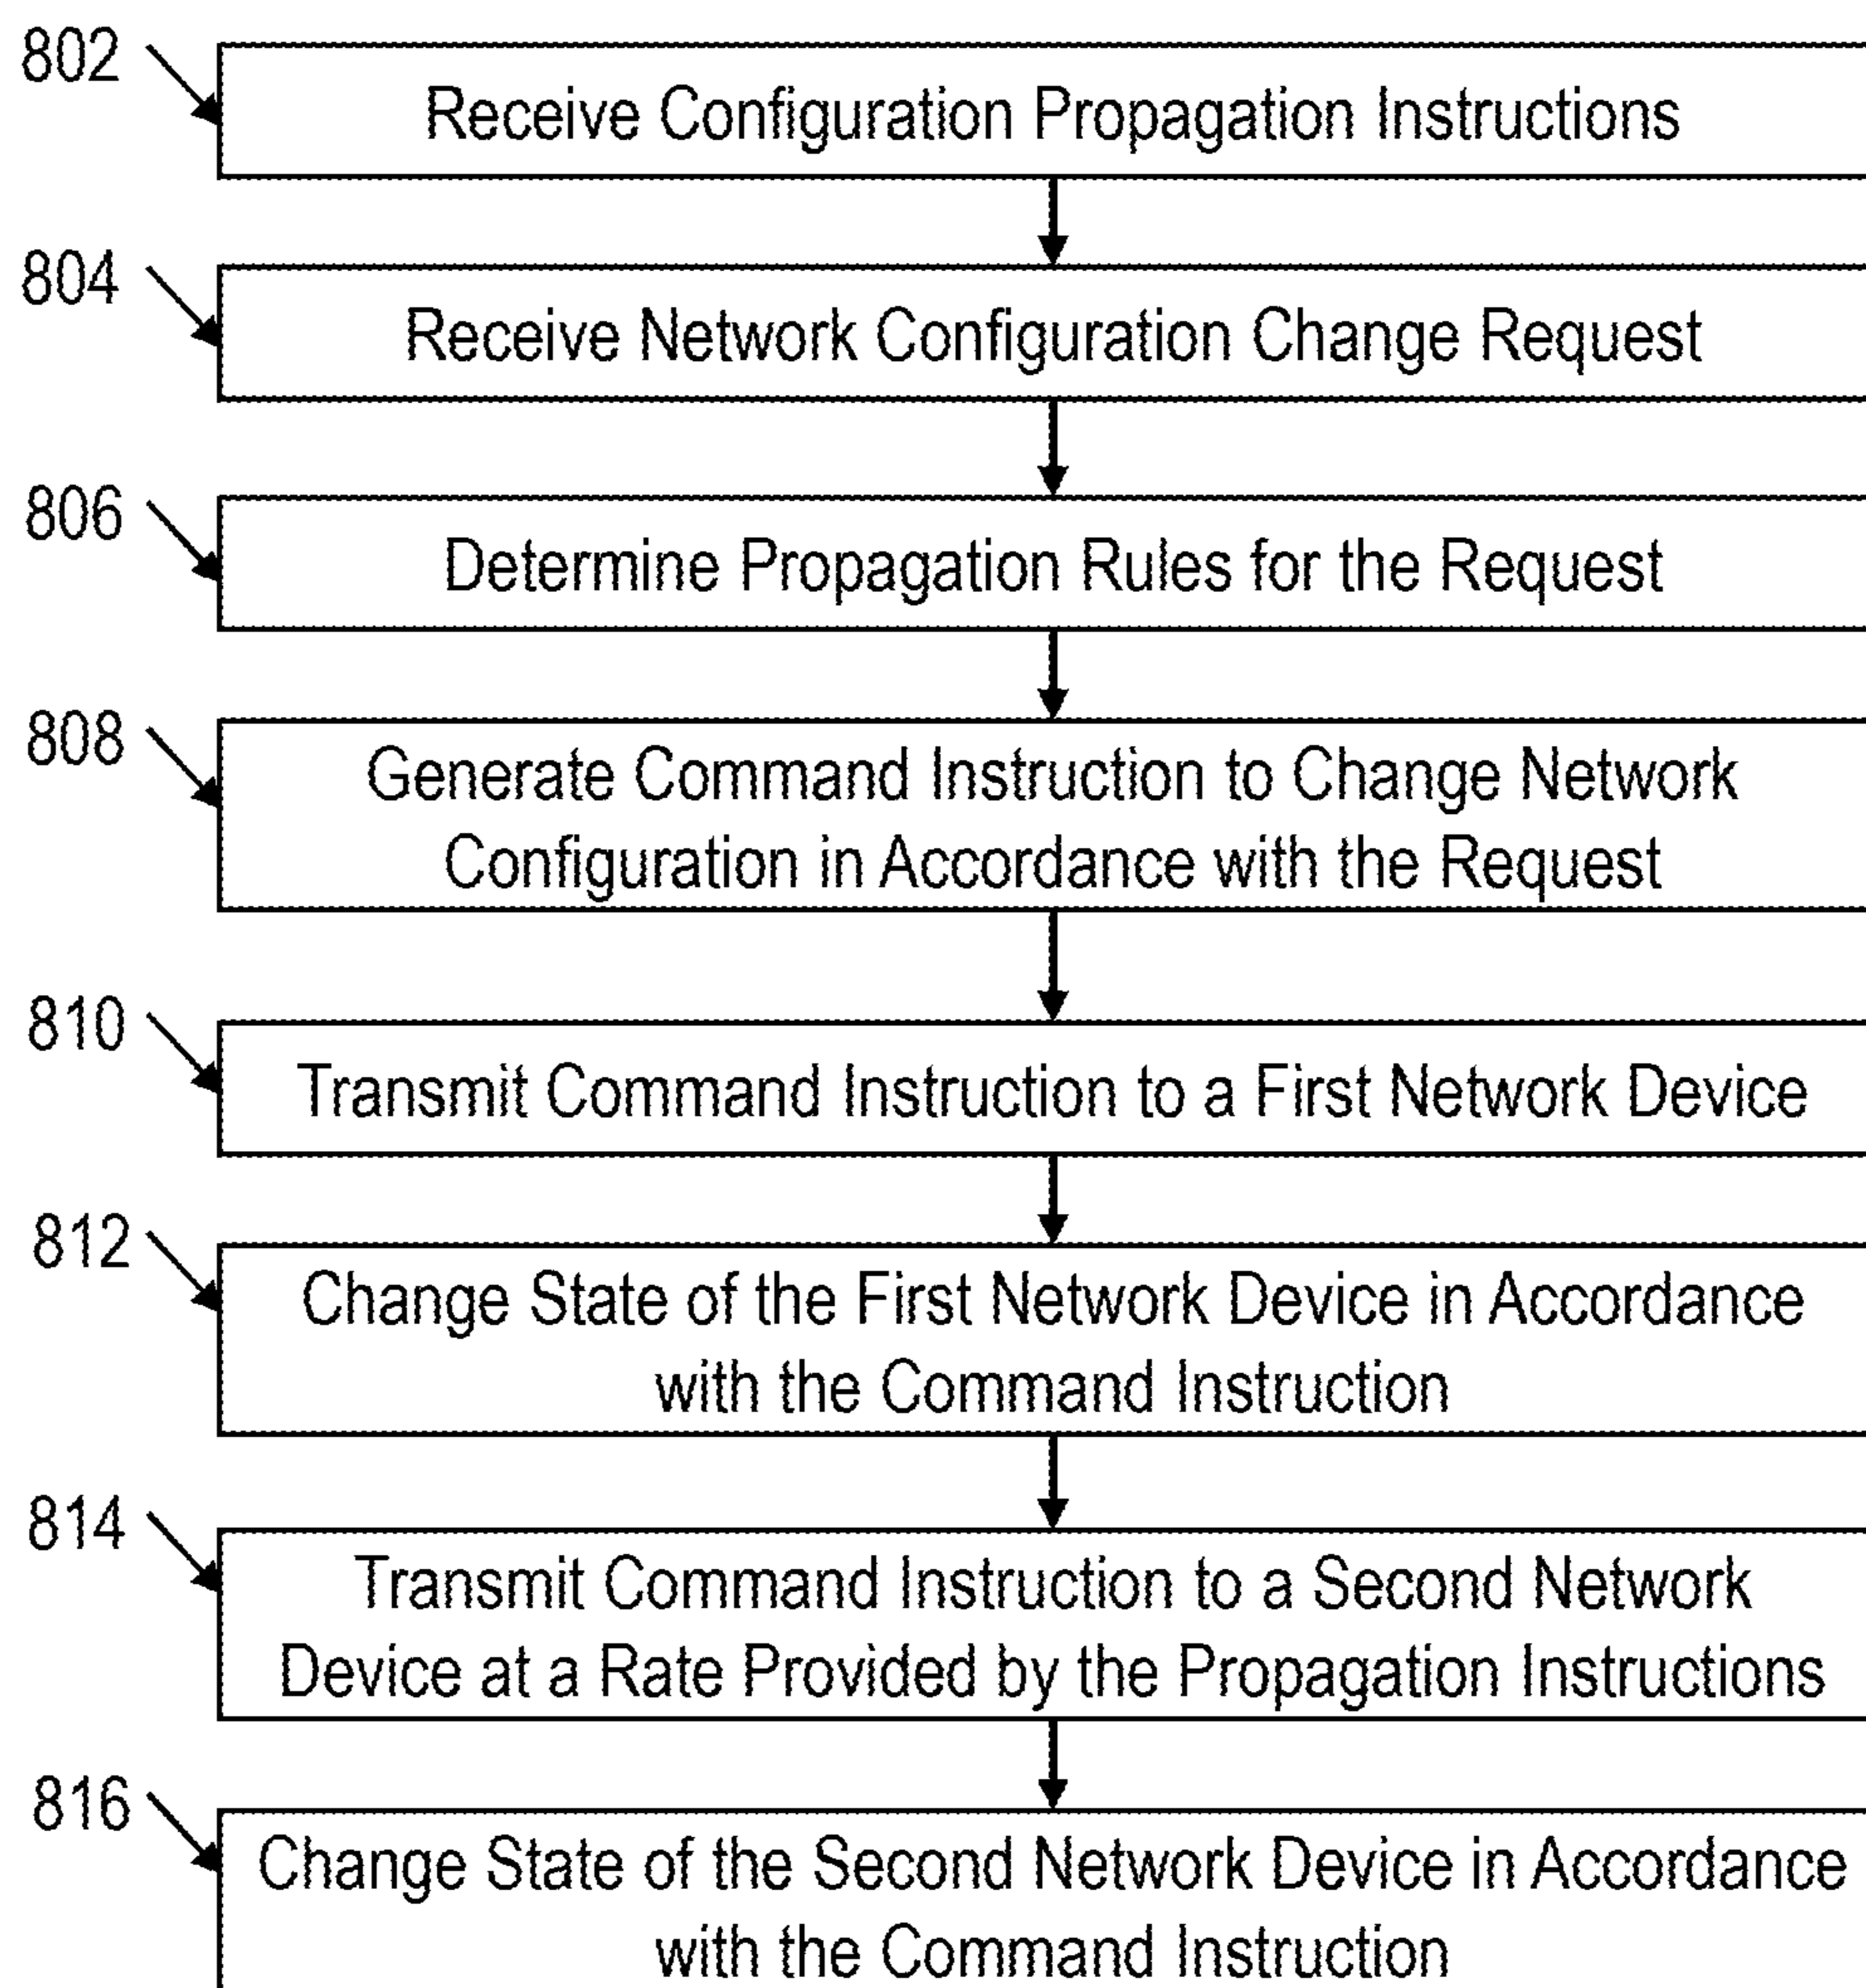 802
Receive Configuration Propagation Instructions
804
Receive Network Configuration Change Request
806
Determine Propagation Rules for the Request
808
Generate Command Instruction to Change Network
Configuration in Accordance with the Request
810
Transmit Command Instruction to a First Network Device
812
Change State of the First Network Device in Accordance
with the Command Instruction
814
Transmit Command Instruction to a Second Network
Device at a Rate Provided by the Propagation Instructions
816
Change State of the Second Network Device in Accordance
with the Command Instruction